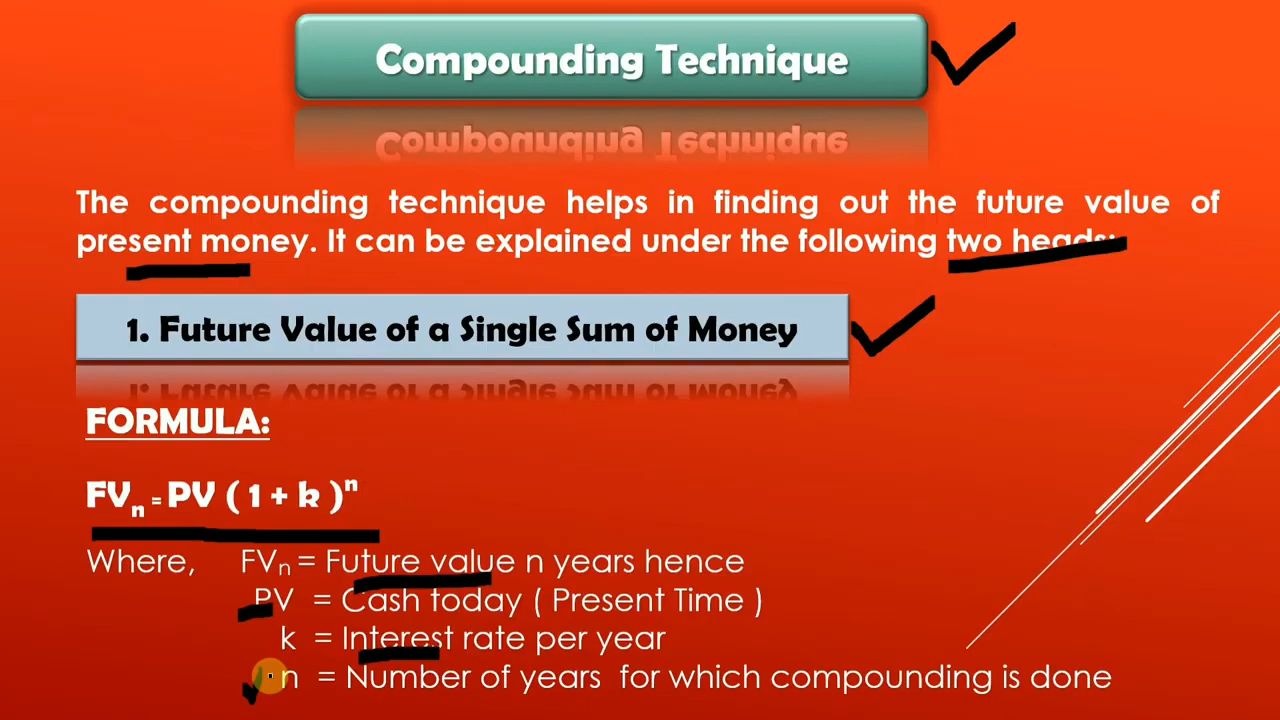 Compounding Technique
The compounding technique helps in finding out the future value of
present money. It can be explained under the following two heads:
1. Future Value of a Single Sum of Money
FORMULA:
FVn = PV ( 1 + k )^n
Where, FVn = Future value n years hence
PV = Cash today ( Present Time )
k = Interest rate per year
n = Number of years for which compounding is done